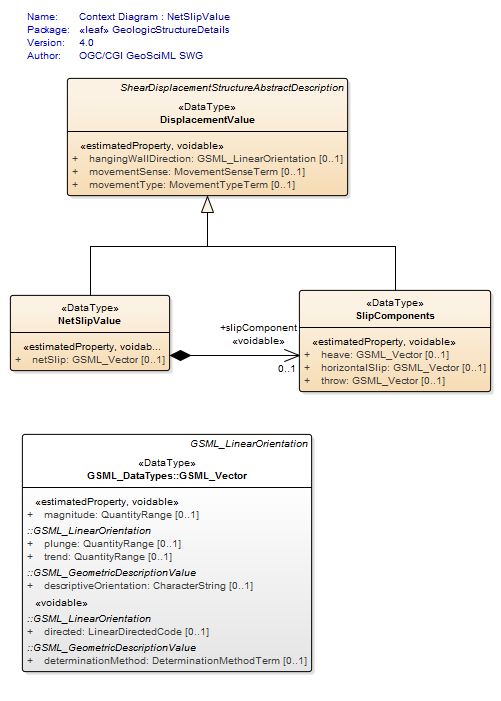 Name: Context Diagram : NetSlipValue
Package: «leaf» GeologicStructureDetails
Version: 4.0
Author: OGC/CGI GeoSciML SWG
ShearDisplacementStructureAbstractDescription
«DataType»
DisplacementValue
«estimatedProperty, voidable»
+ hangingWallDirection: GSML_LinearOrientation [0..1]
+ movementSense: MovementSenseTerm [0..1]
+ movementType: MovementTypeTerm [0..1]
«DataType»
NetSlipValue
«estimatedProperty, voidab...
+ netSlip: GSML_Vector [0..1]
+slipComponent
«voidable»
0..1
«DataType»
SlipComponents
«estimatedProperty, voidable»
+ heave: GSML_Vector [0..1]
+ horizontalSlip: GSML_Vector [0..1]
+ throw: GSML_Vector [0..1]
GSML_LinearOrientation
«DataType»
GSML_DataTypes::GSML_Vector
«estimatedProperty, voidable»
+ magnitude: QuantityRange [0..1]
::GSML_LinearOrientation
+ plunge: QuantityRange [0..1]
+ trend: QuantityRange [0..1]
::GSML_GeometricDescriptionValue
+ descriptiveOrientation: CharacterString [0..1]
«voidable»
::GSML_LinearOrientation
+ directed: LinearDirectedCode [0..1]
::GSML_GeometricDescriptionValue
+ determinationMethod: DeterminationMethodTerm [0..1]